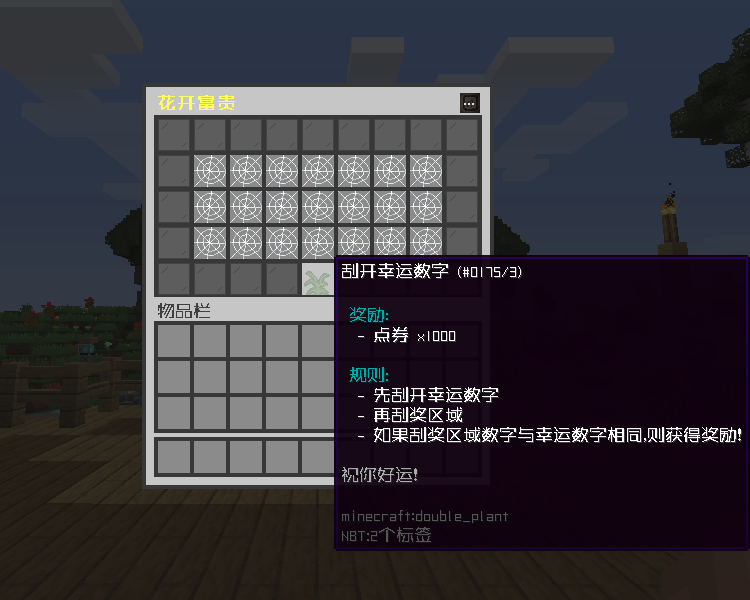 花开富贵
刮开幸运数字 (#0175/3)
奖励:
- 点券 x1000
规则:
- 先刮开幸运数字
- 再刮奖区域
- 如果刮奖区域数字与幸运数字相同,则获得奖励!
物品栏
祝你好运!
minecraft:double_plant
NBT:2个标签